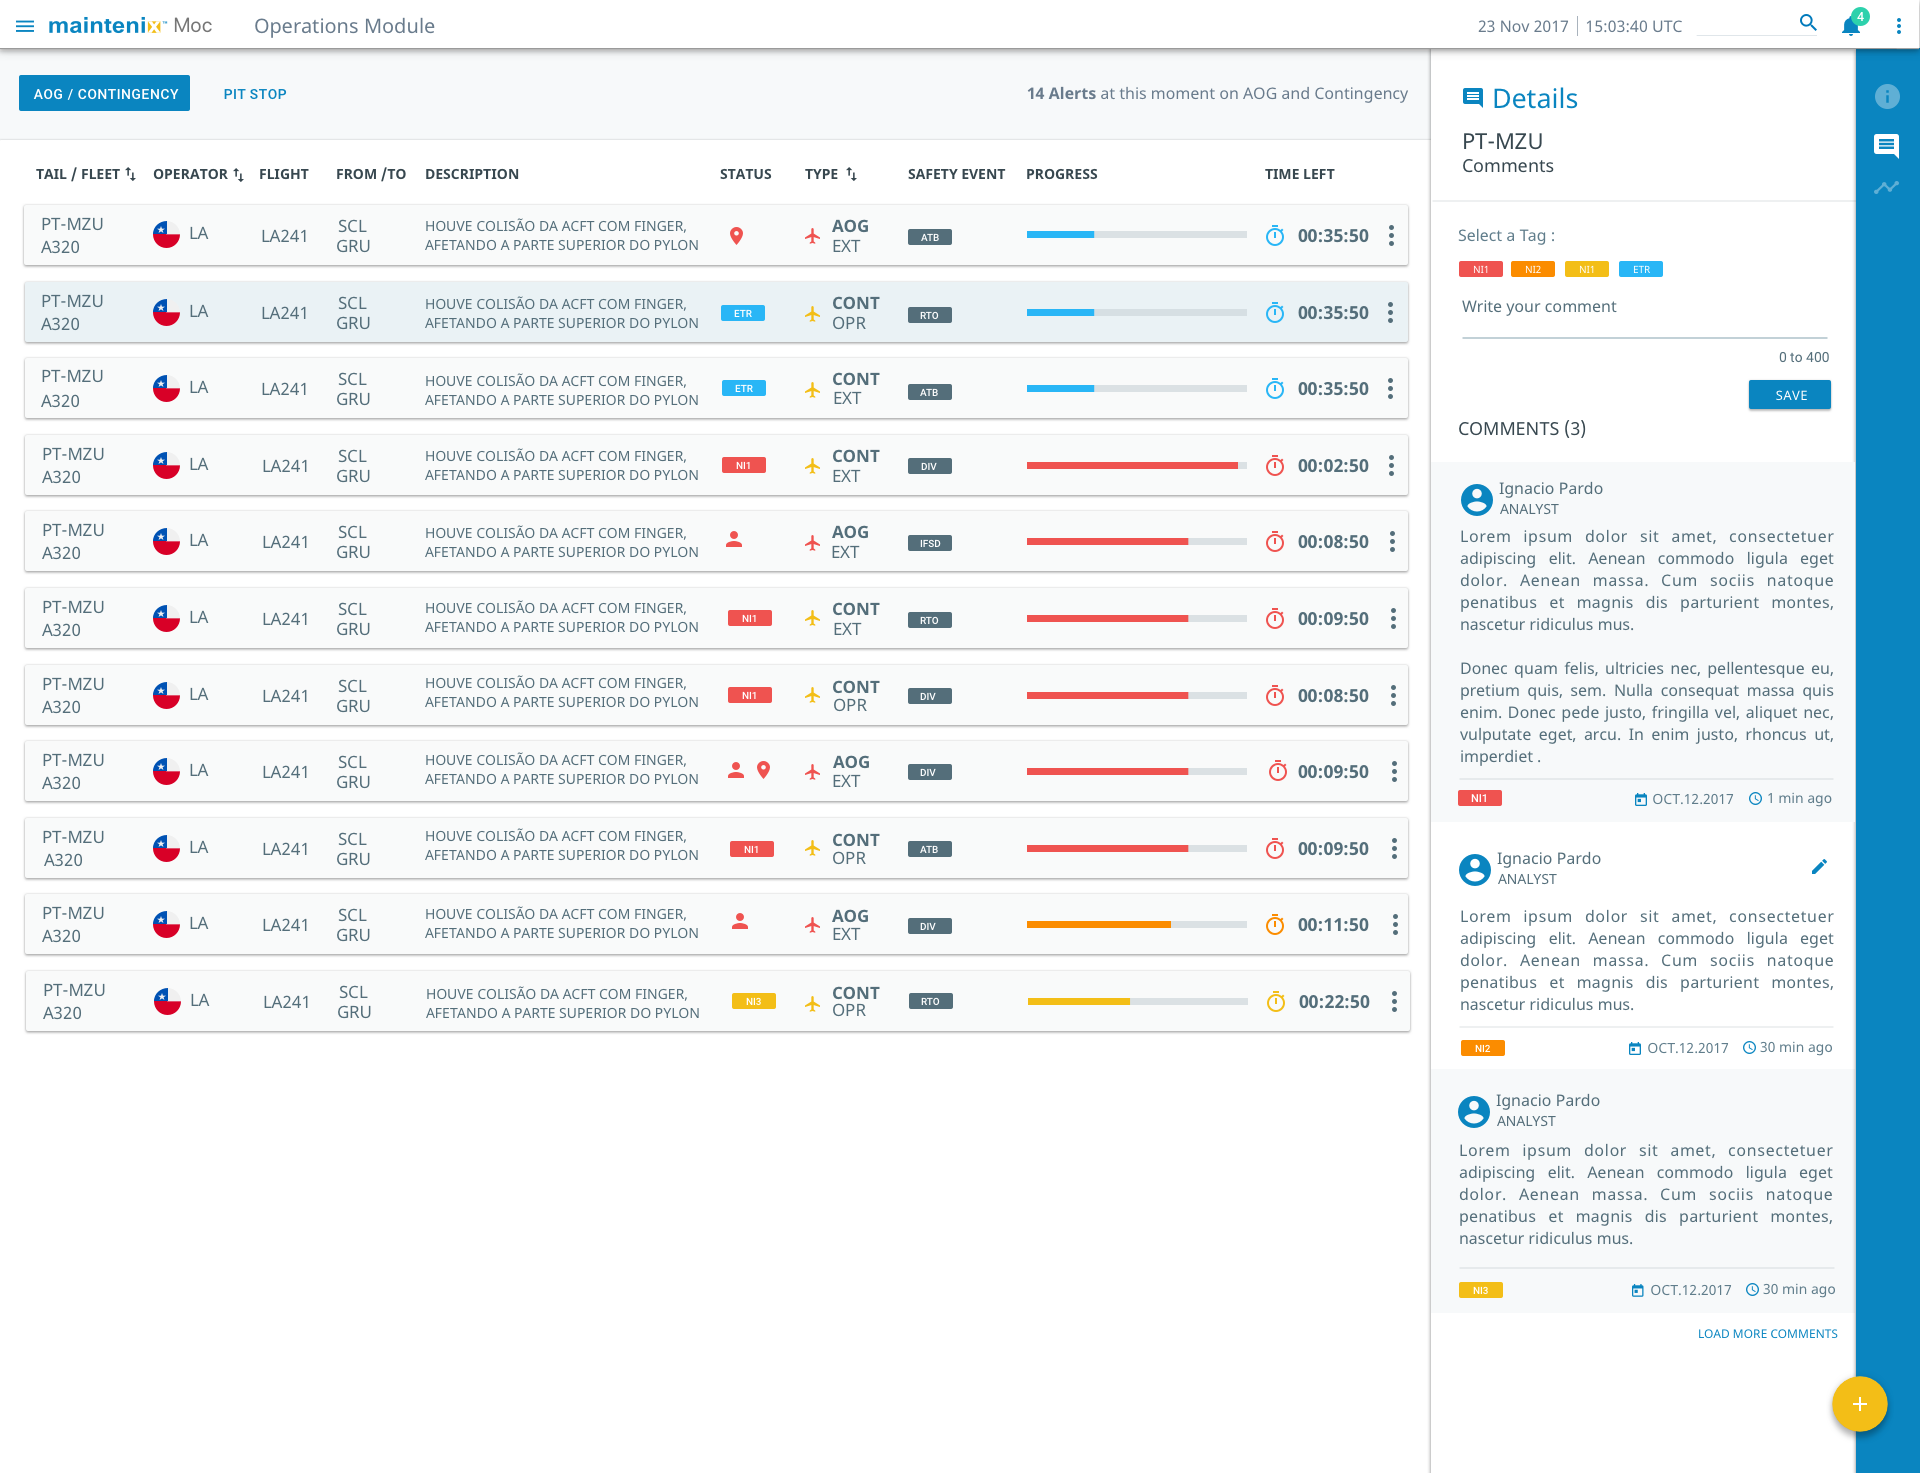 maintenix™ Moc
Operations Module
23 Nov 2017 15:03:40 UTC
4
AOG / CONTINGENCY
PIT STOP
14 Alerts at this moment on AOG and Contingency
TAIL / FLEET OPERATOR FLIGHT FROM /TO DESCRIPTION STATUS TYPE SAFETY EVENT PROGRESS TIME LEFT
PT-MZU LA LA241 SCL HOUVE COLISÃO DA ACFT COM FINGER, AOG ATB 00:35:50
A320 GRU AFETANDO A PARTE SUPERIOR DO PYLON EXT
PT-MZU LA LA241 SCL HOUVE COLISÃO DA ACFT COM FINGER, ETR CONT RTO 00:35:50
A320 GRU AFETANDO A PARTE SUPERIOR DO PYLON OPR
PT-MZU LA LA241 SCL HOUVE COLISÃO DA ACFT COM FINGER, ETR CONT ATB 00:35:50
A320 GRU AFETANDO A PARTE SUPERIOR DO PYLON EXT
PT-MZU LA LA241 SCL HOUVE COLISÃO DA ACFT COM FINGER, NI1 CONT DIV 00:02:50
A320 GRU AFETANDO A PARTE SUPERIOR DO PYLON EXT
PT-MZU LA LA241 SCL HOUVE COLISÃO DA ACFT COM FINGER, AOG IFSD 00:08:50
A320 GRU AFETANDO A PARTE SUPERIOR DO PYLON EXT
PT-MZU LA LA241 SCL HOUVE COLISÃO DA ACFT COM FINGER, NI1 CONT RTO 00:09:50
A320 GRU AFETANDO A PARTE SUPERIOR DO PYLON EXT
PT-MZU LA LA241 SCL HOUVE COLISÃO DA ACFT COM FINGER, NI1 CONT DIV 00:08:50
A320 GRU AFETANDO A PARTE SUPERIOR DO PYLON OPR
PT-MZU LA LA241 SCL HOUVE COLISÃO DA ACFT COM FINGER, AOG DIV 00:09:50
A320 GRU AFETANDO A PARTE SUPERIOR DO PYLON EXT
PT-MZU LA LA241 SCL HOUVE COLISÃO DA ACFT COM FINGER, NI1 CONT ATB 00:09:50
A320 GRU AFETANDO A PARTE SUPERIOR DO PYLON OPR
PT-MZU LA LA241 SCL HOUVE COLISÃO DA ACFT COM FINGER, AOG DIV 00:11:50
A320 GRU AFETANDO A PARTE SUPERIOR DO PYLON EXT
PT-MZU LA LA241 SCL HOUVE COLISÃO DA ACFT COM FINGER, NI3 CONT RTO 00:22:50
A320 GRU AFETANDO A PARTE SUPERIOR DO PYLON OPR
Details
PT-MZU
Comments
Select a Tag :
NI1 NI2 NI1 ETR
Write your comment
0 to 400
SAVE
COMMENTS (3)
Ignacio Pardo
ANALYST
Lorem ipsum dolor sit amet, consectetuer
adipiscing elit. Aenean commodo ligula eget
dolor. Aenean massa. Cum sociis natoque
penatibus et magnis dis parturient montes,
nascetur ridiculus mus.
Donec quam felis, ultricies nec, pellentesque eu,
pretium quis, sem. Nulla consequat massa quis
enim. Donec pede justo, fringilla vel, aliquet nec,
vulputate eget, arcu. In enim justo, rhoncus ut,
imperdiet .
NI1 OCT.12.2017 1 min ago
Ignacio Pardo
ANALYST
Lorem ipsum dolor sit amet, consectetuer
adipiscing elit. Aenean commodo ligula eget
dolor. Aenean massa. Cum sociis natoque
penatibus et magnis dis parturient montes,
nascetur ridiculus mus.
NI2 OCT.12.2017 30 min ago
Ignacio Pardo
ANALYST
Lorem ipsum dolor sit amet, consectetuer
adipiscing elit. Aenean commodo ligula eget
dolor. Aenean massa. Cum sociis natoque
penatibus et magnis dis parturient montes,
nascetur ridiculus mus.
NI3 OCT.12.2017 30 min ago
LOAD MORE COMMENTS